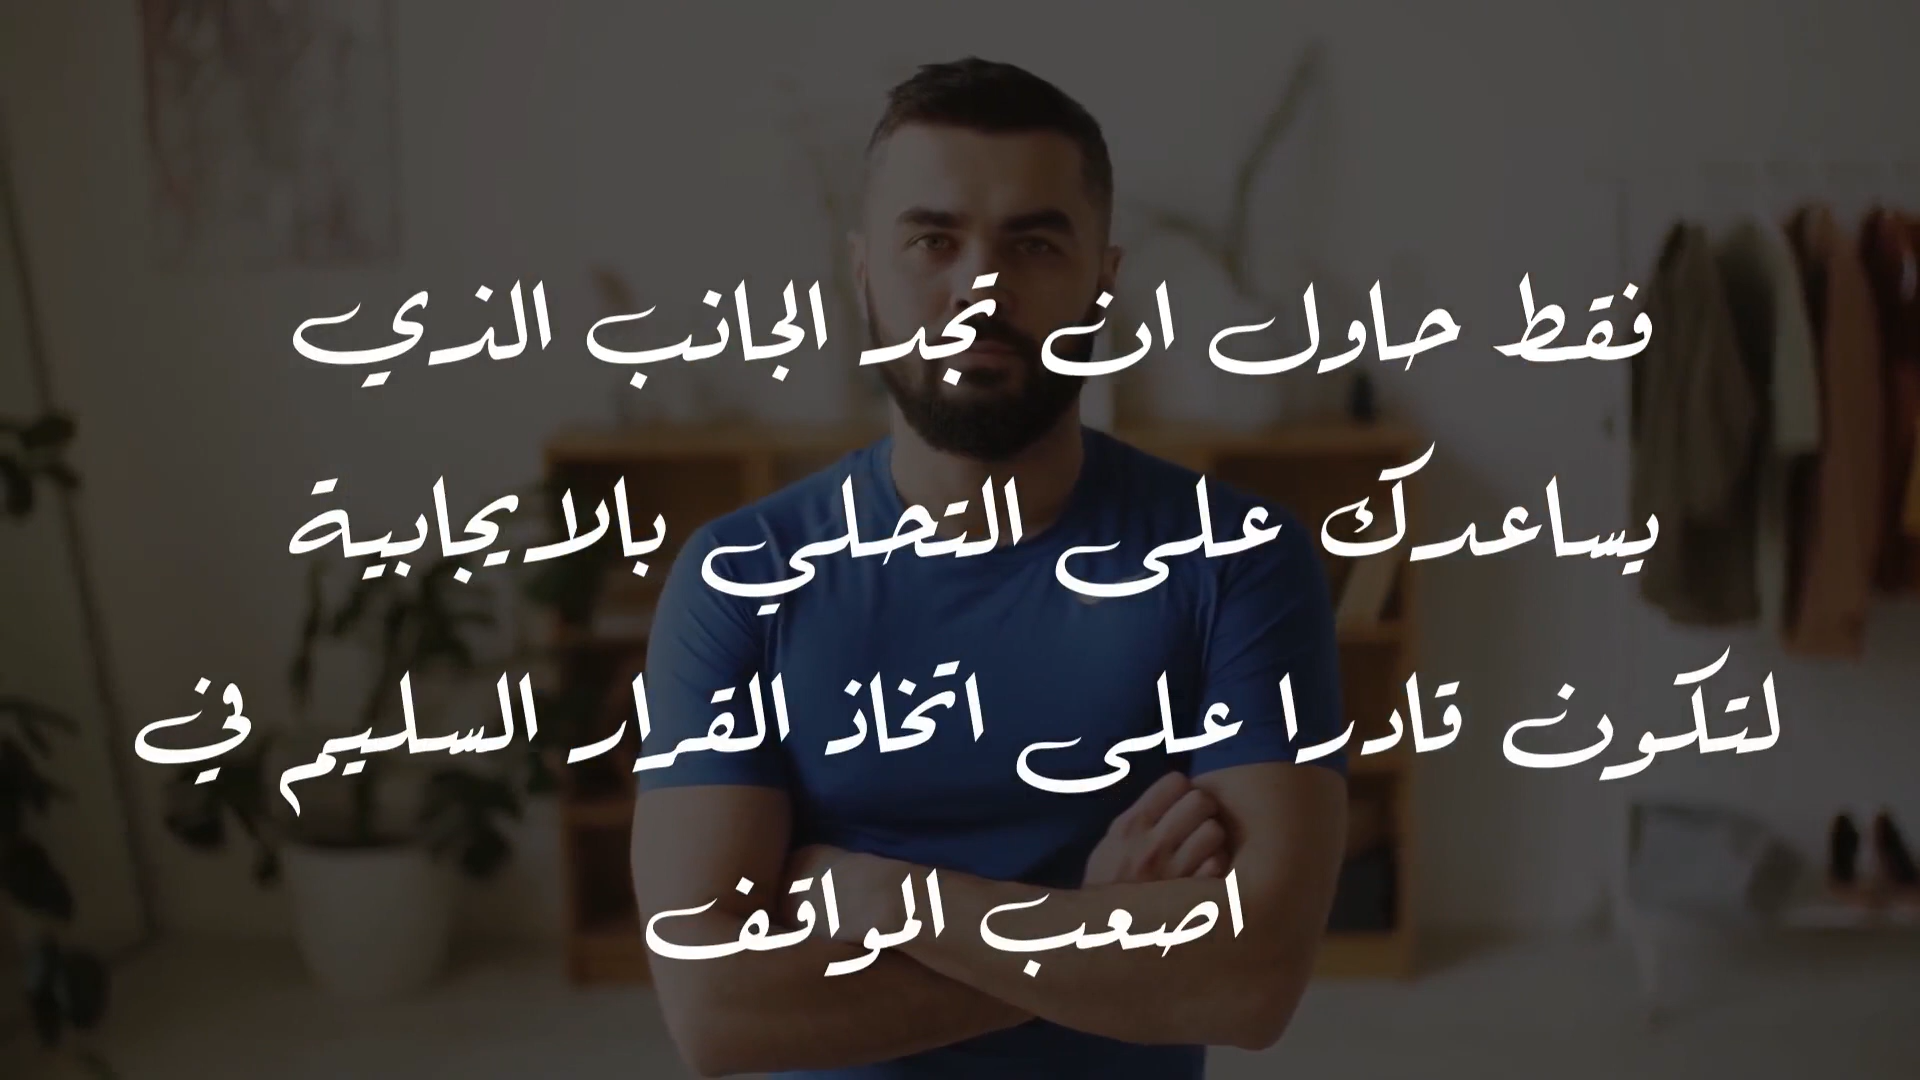 فقط حاول ان تجد الجانب الذي
يساعدك على التحلي بالايجابية
لتكون قادرا على اتخاذ القرار السليم في
اصعب المواقف